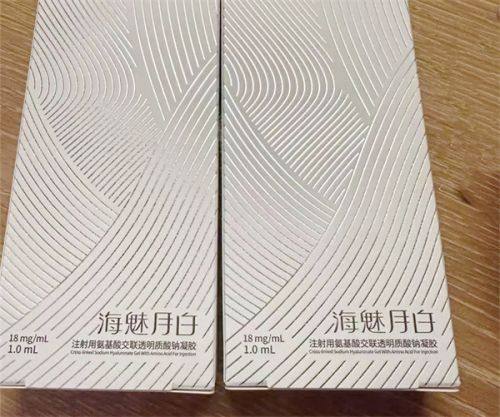 海魅月白
18 mg/mL
1.0 mL
注射用氨基酸交联透明质酸钠凝胶
Cross-linked Sodium Hyaluronate Gel With Amino Acid For Injection
海魅月白
18 mg/mL
1.0 mL
注射用氨基酸交联透明质酸钠凝胶
Cross-linked Sodium Hyaluronate Gel With Amino Acid For Injection